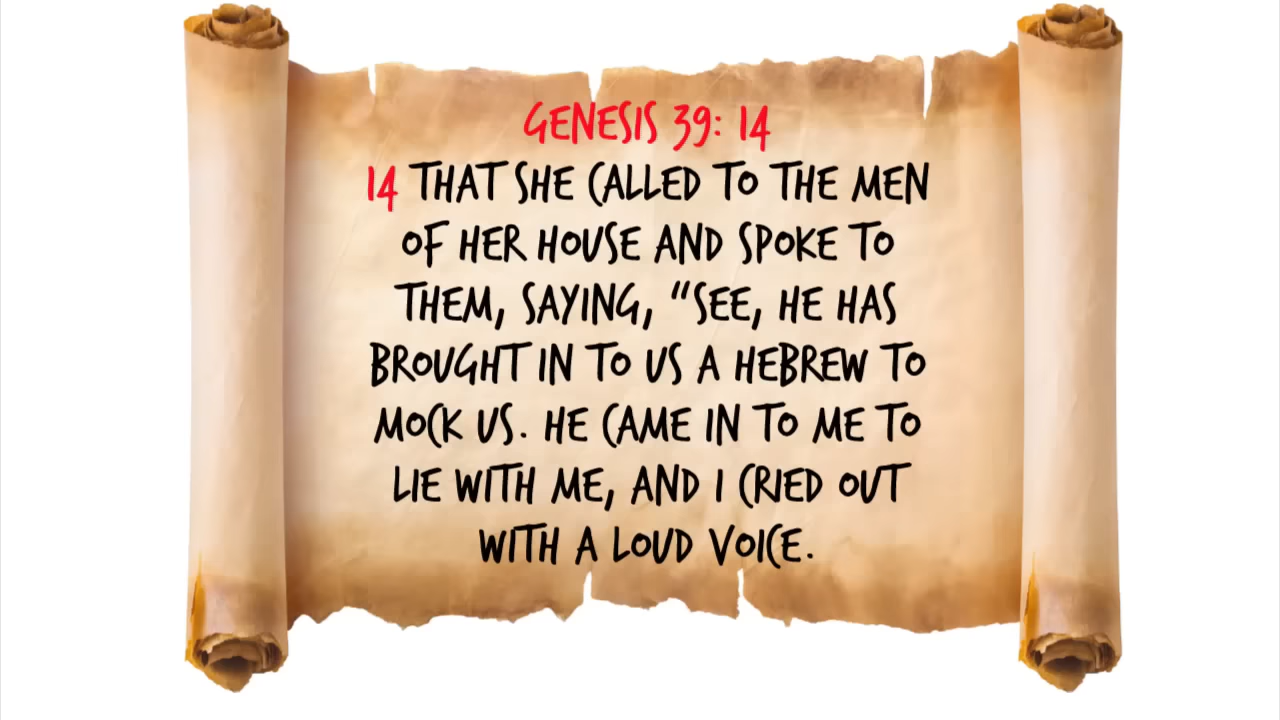 GENESIS 39: 14
14 THAT SHE CALLED TO THE MEN
OF HER HOUSE AND SPOKE TO
THEM, SAYING, “SEE, HE HAS
BROUGHT IN TO US A HEBREW TO
MOCK US. HE CAME IN TO ME TO
LIE WITH ME, AND I CRIED OUT
WITH A LOUD VOICE.